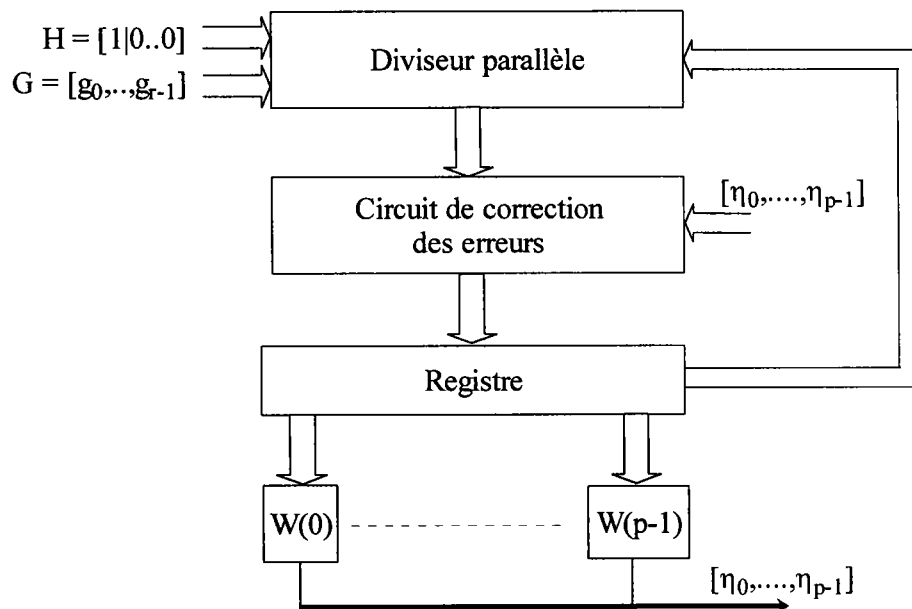 H = [1|0..0]
G = [g₀,..,gᵣ₋₁]
Diviseur parallèle
[η₀,....,ηₚ₋₁]
Circuit de correction
des erreurs
Registre
W(0)
W(p-1)
[η₀,....,ηₚ₋₁]